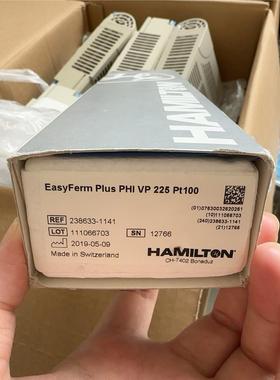 HAMILTON
EasyFerm Plus PHI VP 225 Pt100
(01)07630032620261
(10)111066703
(240)238633-1141
(21)12766
REF 238633-1141
LOT 111066703 SN 12766
2019-05-09
Made in Switzerland
HAMILTON
CH-7402 Bonaduz